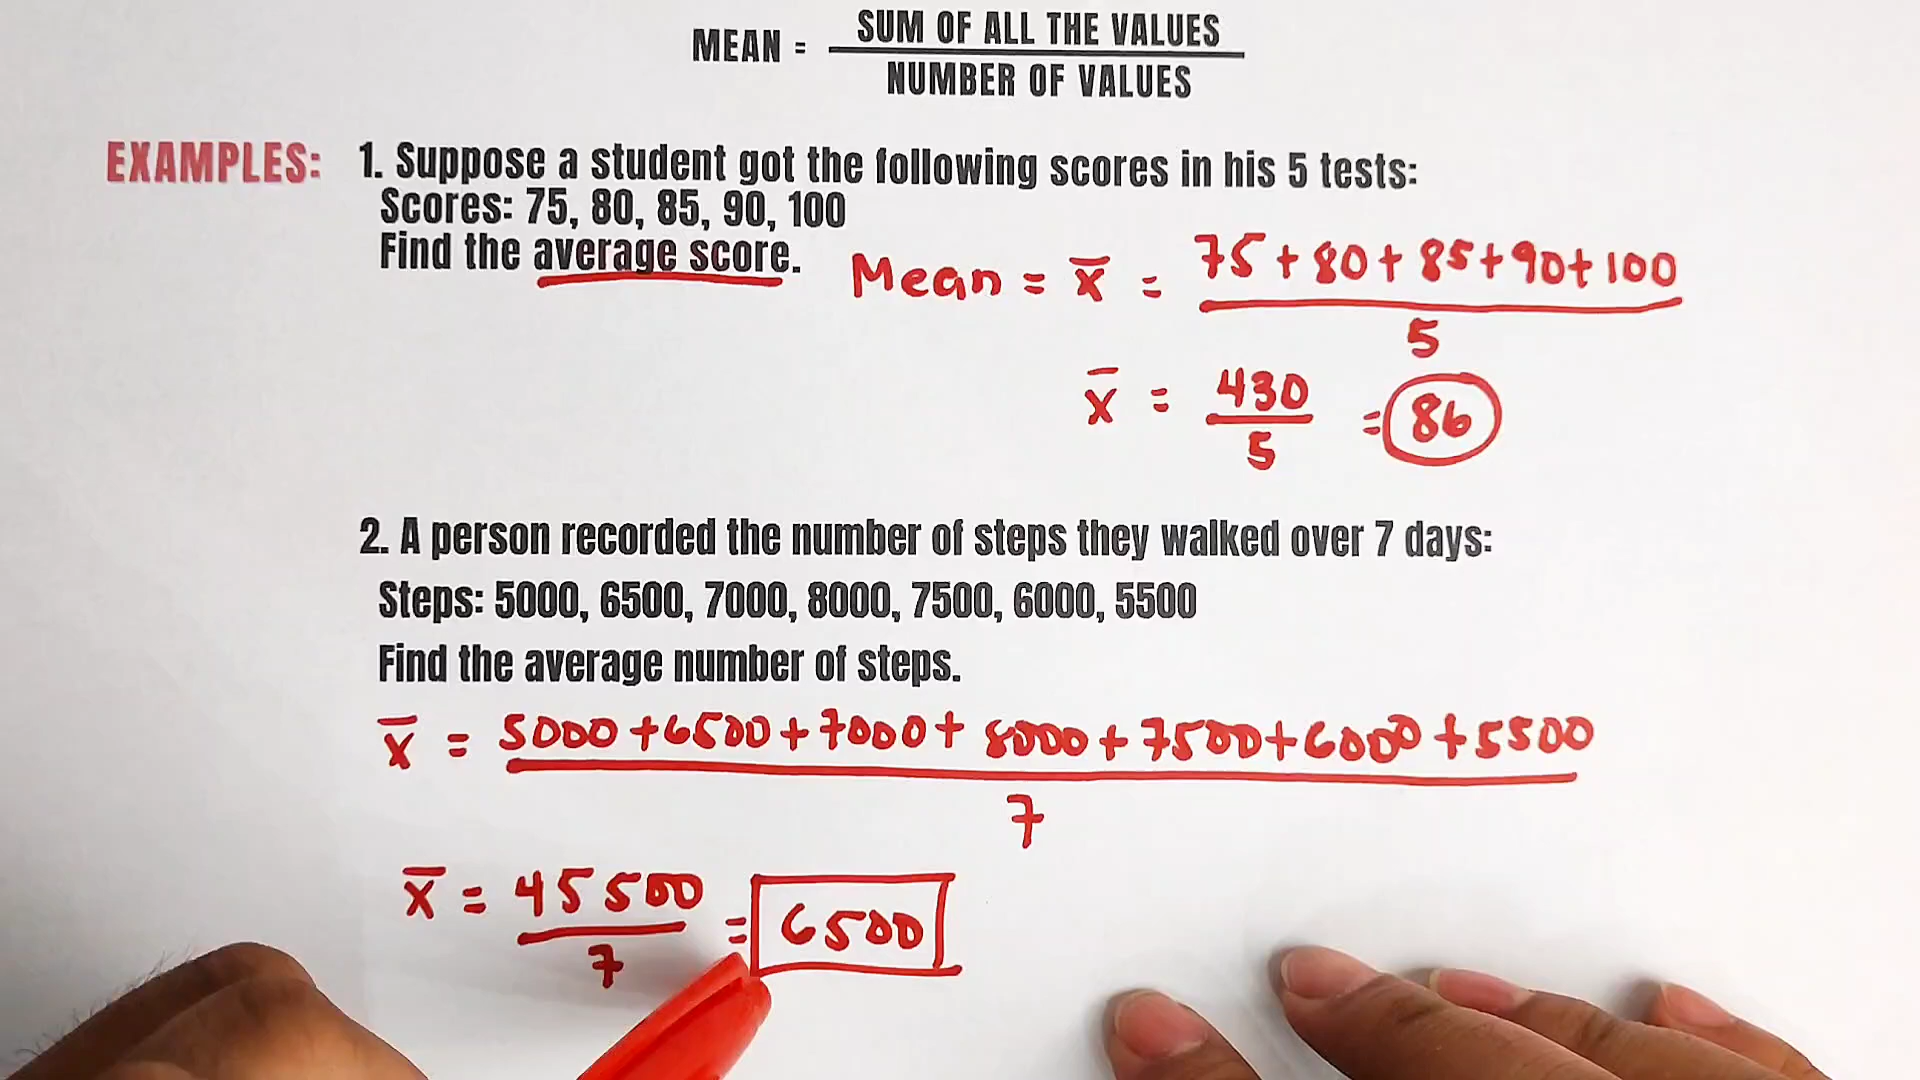 MEAN = SUM OF ALL THE VALUES
NUMBER OF VALUES
EXAMPLES: 1. Suppose a student got the following scores in his 5 tests:
Scores: 75, 80, 85, 90, 100
Find the average score.
Mean = x̄ = 75 + 80 + 85 + 90 + 100
5
x̄ = 430 = 86
5
2. A person recorded the number of steps they walked over 7 days:
Steps: 5000, 6500, 7000, 8000, 7500, 6000, 5500
Find the average number of steps.
x̄ = 5000 + 6500 + 7000 + 8000 + 7500 + 6000 + 5500
7
x̄ = 45500 = 6500
7